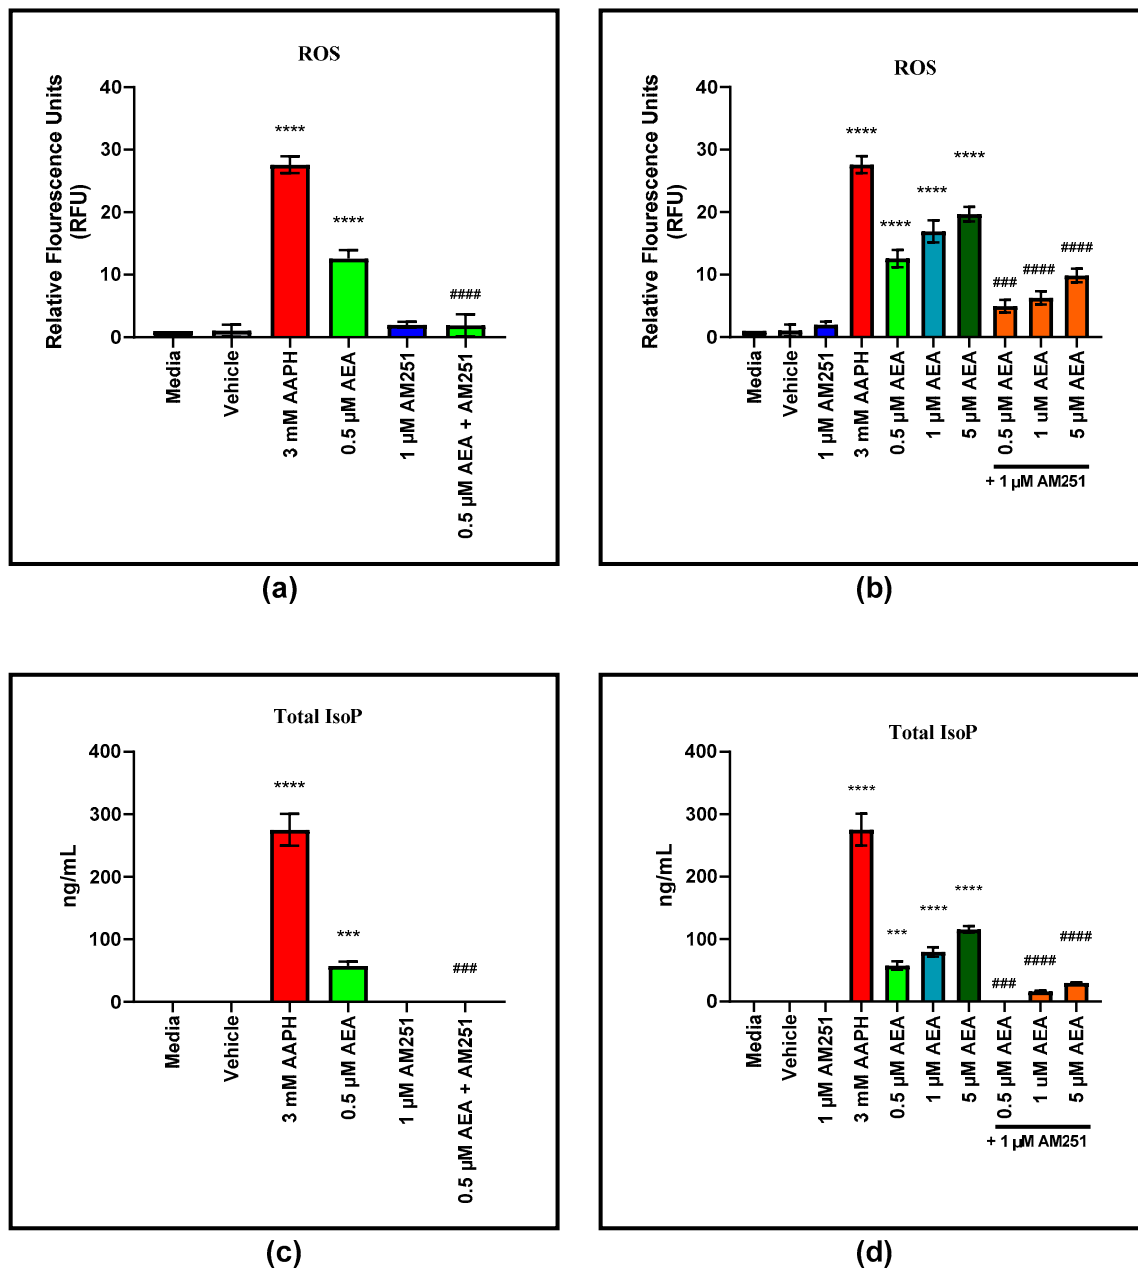 ROS
Relative Flourescence Units
(RFU)
40
30
20
10
0
****
****
####
Media
Vehicle
3 mM AAPH
0.5 µM AEA
1 µM AM251
0.5 µM AEA + AM251
(a)
ROS
Relative Flourescence Units
(RFU)
40
30
20
10
0
****
****
****
****
###
####
####
Media
Vehicle
1 µM AM251
3 mM AAPH
0.5 µM AEA
1 µM AEA
5 µM AEA
0.5 µM AEA
1 uM AEA
5 µM AEA
+ 1 µM AM251
(b)
Total IsoP
ng/mL
400
300
200
100
0
****
***
###
Media
Vehicle
3 mM AAPH
0.5 µM AEA
1 µM AM251
0.5 µM AEA + AM251
(c)
Total IsoP
ng/mL
400
300
200
100
0
****
***
****
****
###
####
####
Media
Vehicle
1 µM AM251
3 mM AAPH
0.5 µM AEA
1 µM AEA
5 µM AEA
0.5 µM AEA
1 uM AEA
5 µM AEA
+ 1 µM AM251
(d)